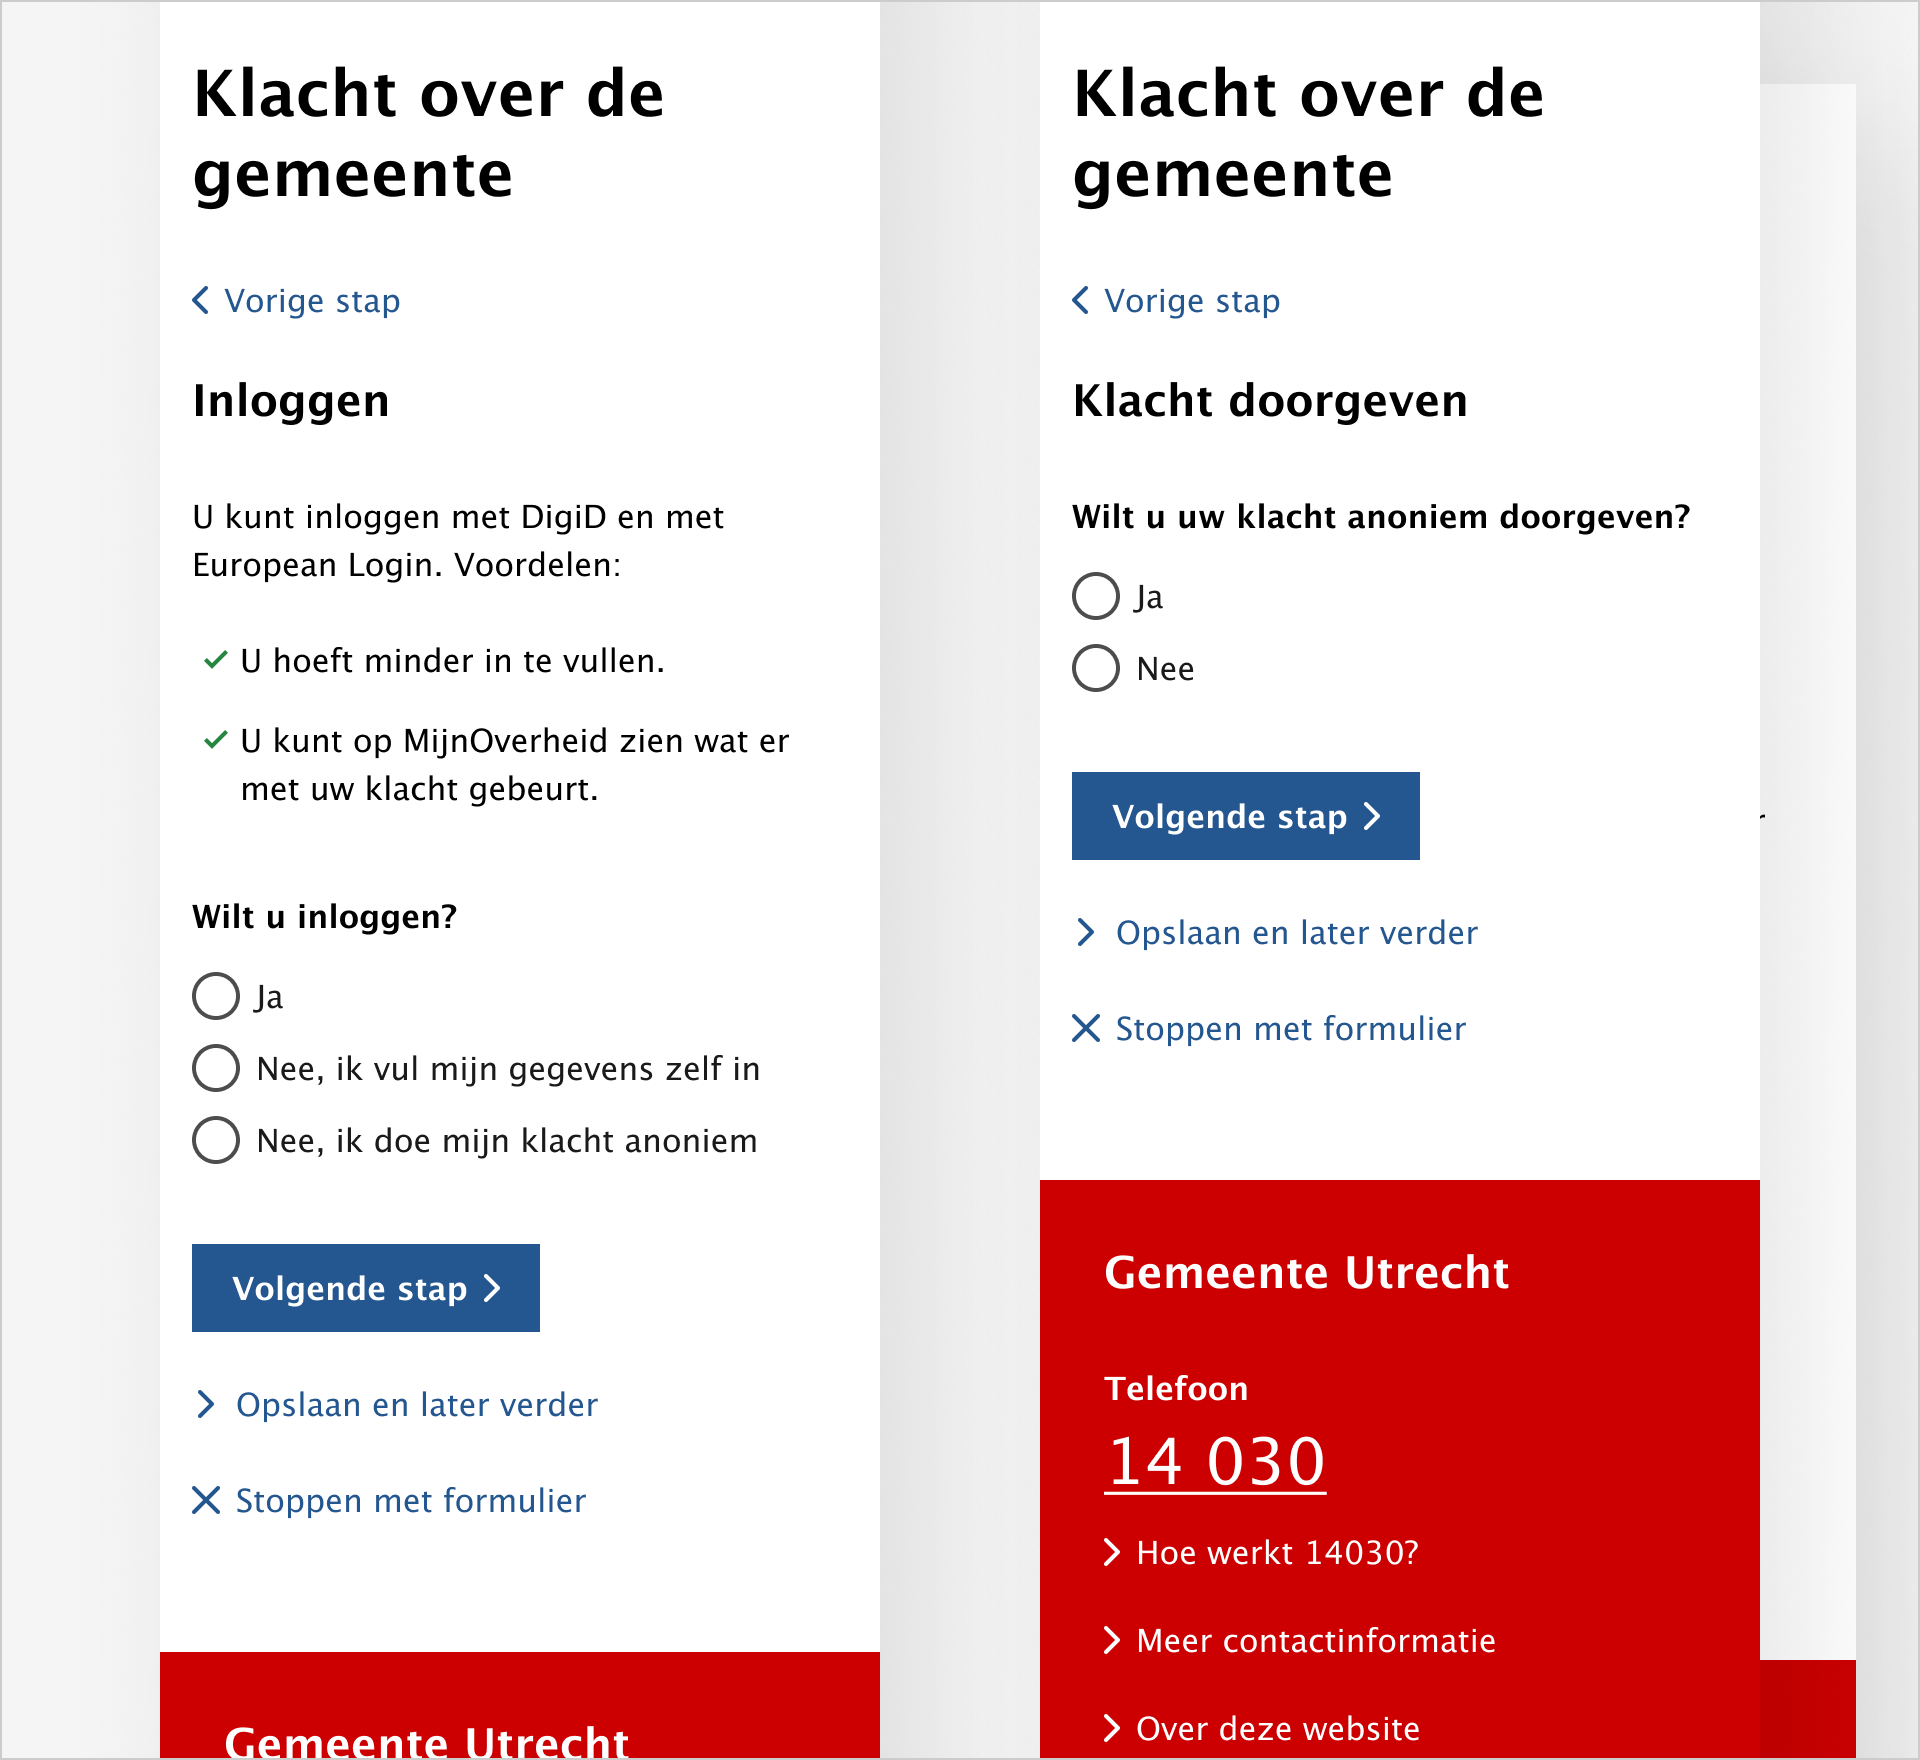 Klacht over de
gemeente
Vorige stap
Inloggen
U kunt inloggen met DigiD en met
European Login. Voordelen:
U hoeft minder in te vullen.
U kunt op MijnOverheid zien wat er
met uw klacht gebeurt.
Wilt u inloggen?
Ja
Nee, ik vul mijn gegevens zelf in
Nee, ik doe mijn klacht anoniem
Volgende stap
Opslaan en later verder
Stoppen met formulier
Gemeente Utrecht
Klacht over de
gemeente
Vorige stap
Klacht doorgeven
Wilt u uw klacht anoniem doorgeven?
Ja
Nee
Volgende stap
Opslaan en later verder
Stoppen met formulier
Gemeente Utrecht
Telefoon
14 030
Hoe werkt 14030?
Meer contactinformatie
Over deze website